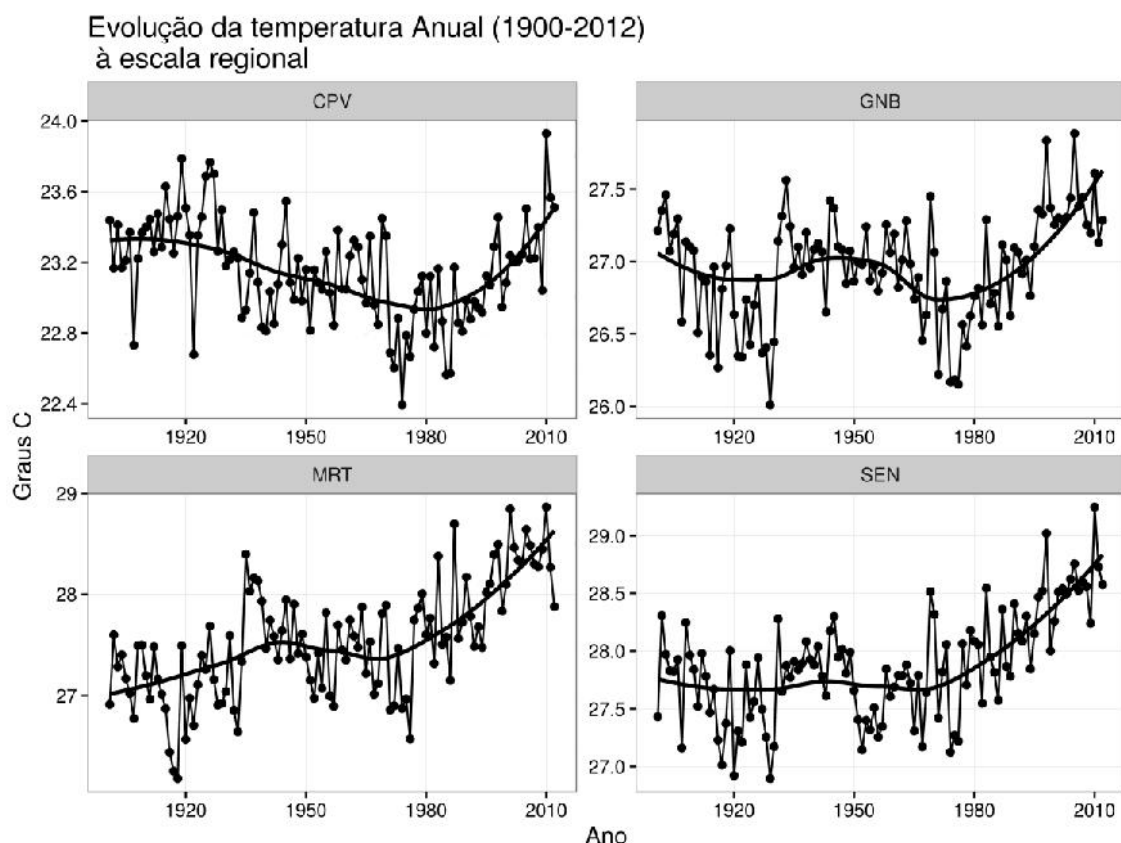 Evolução da temperatura Anual (1900-2012)
à escala regional
CPV
GNB
24.0
23.6
23.2
22.8
22.4
27.5
27.0
26.5
26.0
1920 1950 1980 2010
1920 1950 1980 2010
Graus C
MRT
SEN
29
28
27
29.0
28.5
28.0
27.5
27.0
1920 1950 1980 2010
1920 1950 1980 2010
Ano